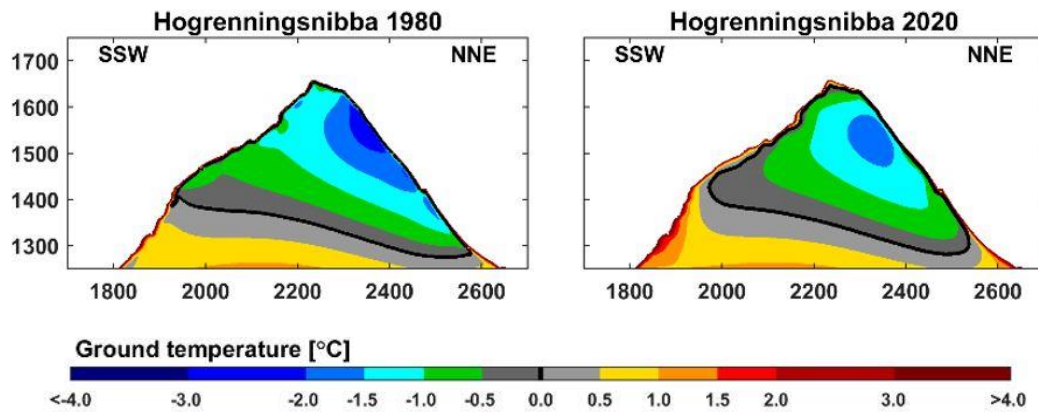 Hogrenningsnibba 1980 Hogrenningsnibba 2020
1700 SSW NNE SSW NNE
1600
1500
1400
1300
1800 2000 2200 2400 2600 1800 2000 2200 2400 2600
Ground temperature [°C]
<-4.0 -3.0 -2.0 -1.5 -1.0 -0.5 0.0 0.5 1.0 1.5 2.0 3.0 >4.0